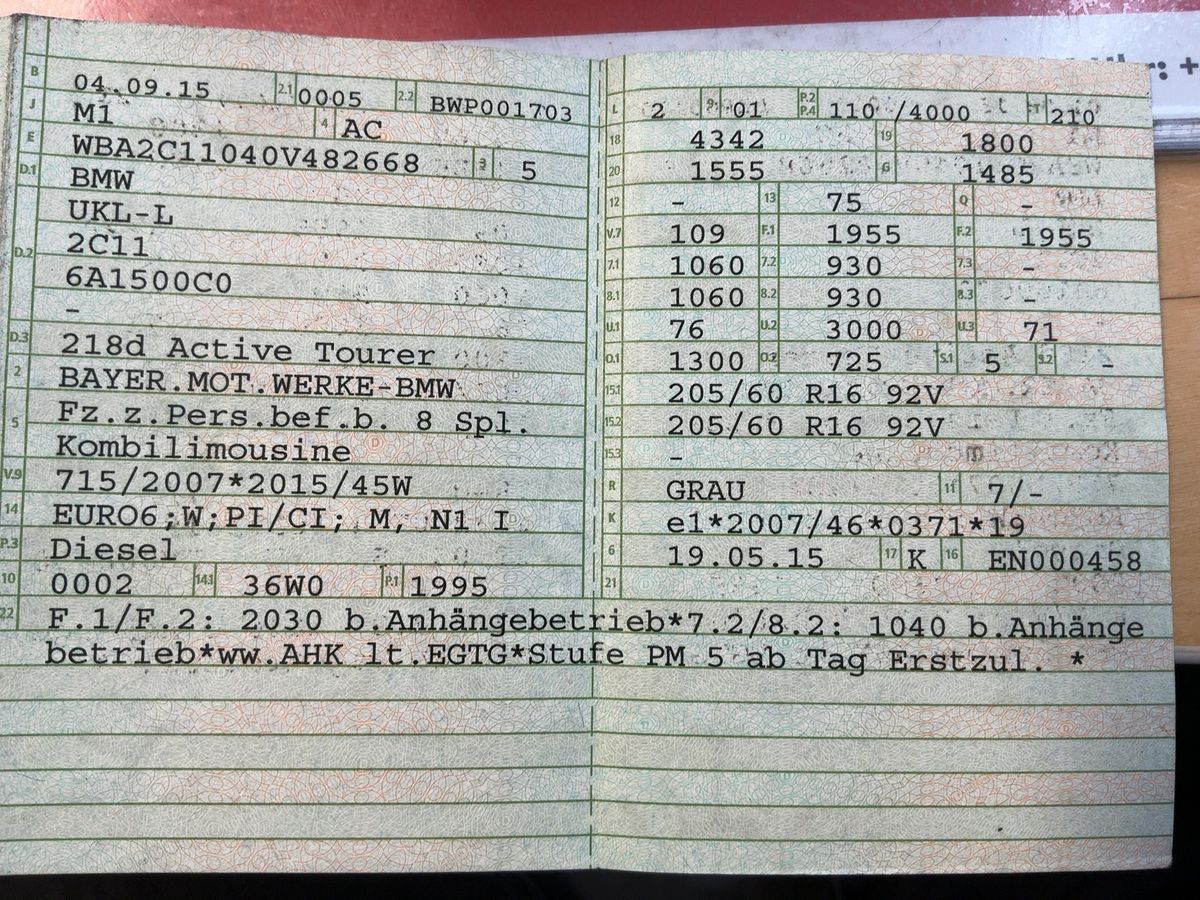 B 04.09.15 2.1 0005 2.2 BWP001703
J M1 4 AC
E WBA2C11040V482668 3 5
D.1 BMW
UKL-L
D.2 2C11
6A1500C0
-
D.3 218d Active Tourer
2 BAYER.MOT.WERKE-BMW
5 Fz.z.Pers.bef.b. 8 Spl.
Kombilimousine
V.9 715/2007*2015/45W
14 EURO6;W;PI/CI; M, N1 I
P.3 Diesel
10 0002 14.1 36W0 P.1 1995
L 2 9 01 P.2 P.4 110 /4000 T 210
18 4342 19 1800
20 1555 G 1485
12 - 13 75 Q -
V.7 109 F.1 1955 F.2 1955
7.1 1060 7.2 930 7.3 -
8.1 1060 8.2 930 8.3 -
U.1 76 U.2 3000 U.3 71
O.1 1300 O.2 725 S.1 5 S.2 -
15.1 205/60 R16 92V
15.2 205/60 R16 92V
15.3 -
R GRAU 11 7/-
K e1*2007/46*0371*19
6 19.05.15 17 K 16 EN000458
21
22 F.1/F.2: 2030 b.Anhängebetrieb*7.2/8.2: 1040 b.Anhänge
betrieb*ww.AHK lt.EGTG*Stufe PM 5 ab Tag Erstzul. *